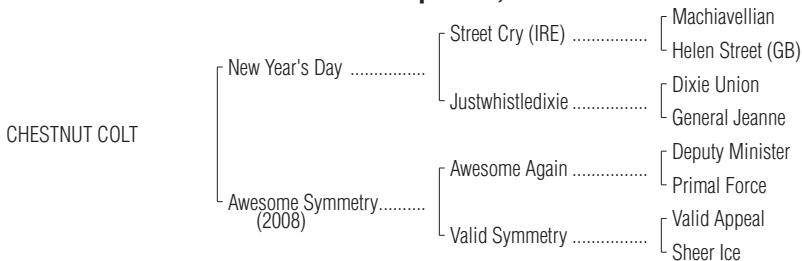 Machiavellian
Street Cry (IRE) ................
Helen Street (GB)
New Year's Day ................
Dixie Union
Justwhistledixie ................
General Jeanne
CHESTNUT COLT
Deputy Minister
Awesome Again ................
Primal Force
Awesome Symmetry..........
(2008)
Valid Appeal
Valid Symmetry ................
Sheer Ice